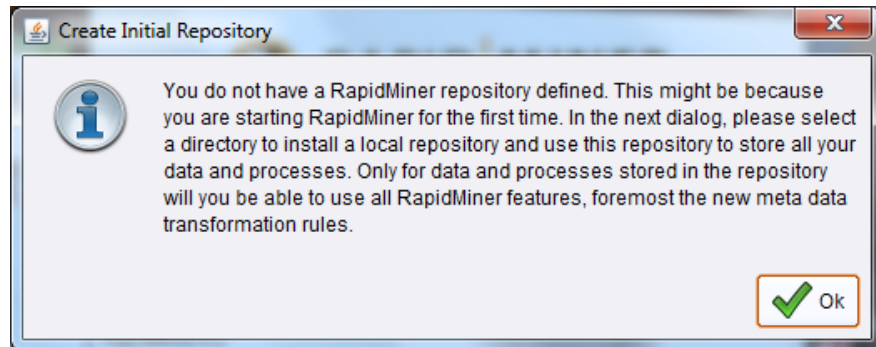 Create Initial Repository
You do not have a RapidMiner repository defined. This might be because
you are starting RapidMiner for the first time. In the next dialog, please select
a directory to install a local repository and use this repository to store all your
data and processes. Only for data and processes stored in the repository
will you be able to use all RapidMiner features, foremost the new meta data
transformation rules.
Ok